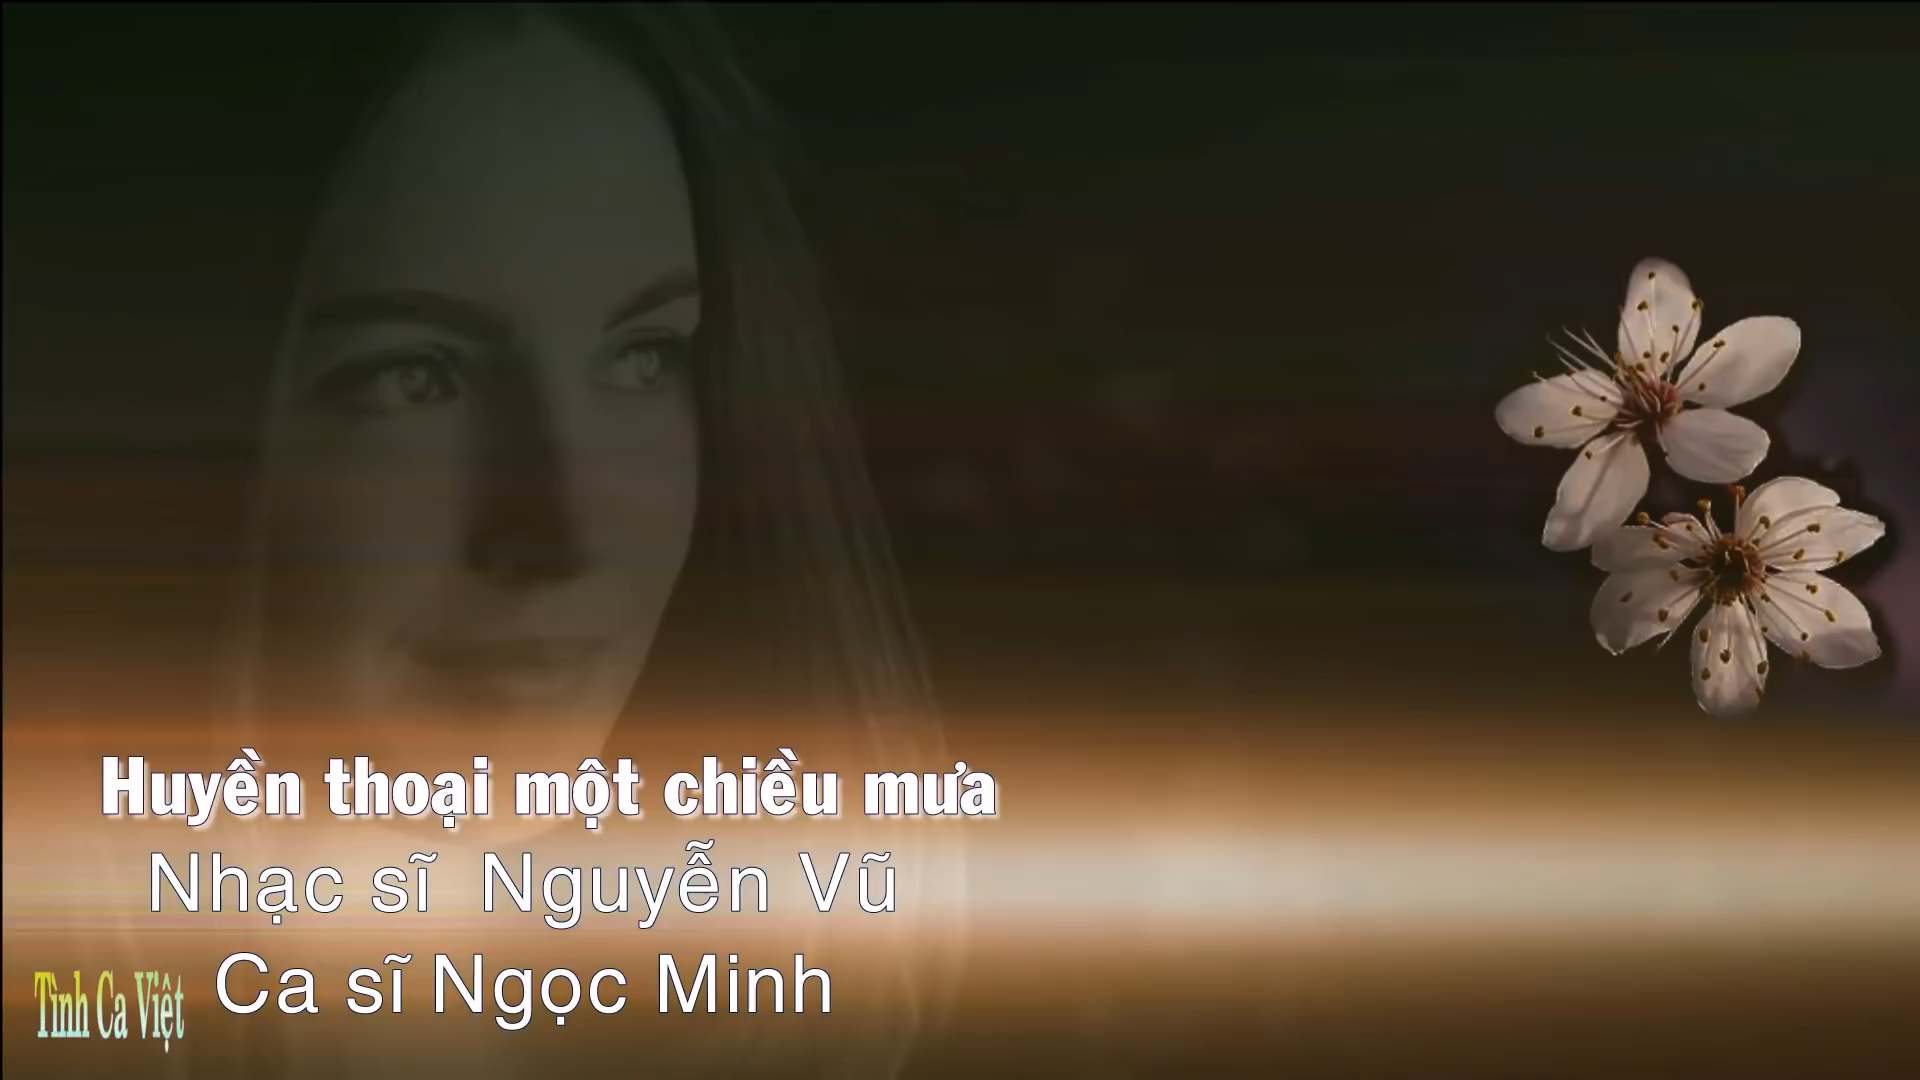 Huyền thoại một chiều mưa
Nhạc sĩ Nguyễn Vũ
Ca sĩ Ngọc Minh
Tình Ca Việt